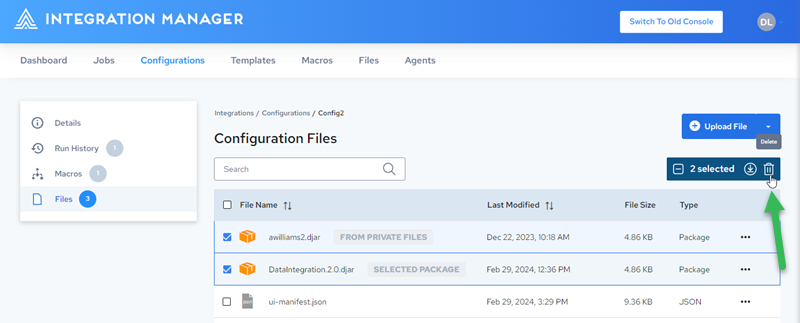 INTEGRATION MANAGER
Switch To Old Console
DL
Dashboard Jobs Configurations Templates Macros Files Agents
Integrations / Configurations / Config2
Details
Run History 1
Macros 1
Files 3
Configuration Files
Upload File
Delete
Search
2 selected
File Name Last Modified File Size Type
awilliams2.djar FROM PRIVATE FILES Dec 22, 2023, 10:18 AM 4.86 KB Package
DataIntegration.2.0.djar SELECTED PACKAGE Feb 29, 2024, 12:36 PM 4.86 KB Package
ui-manifest.json Feb 29, 2024, 3:29 PM 9.36 KB JSON